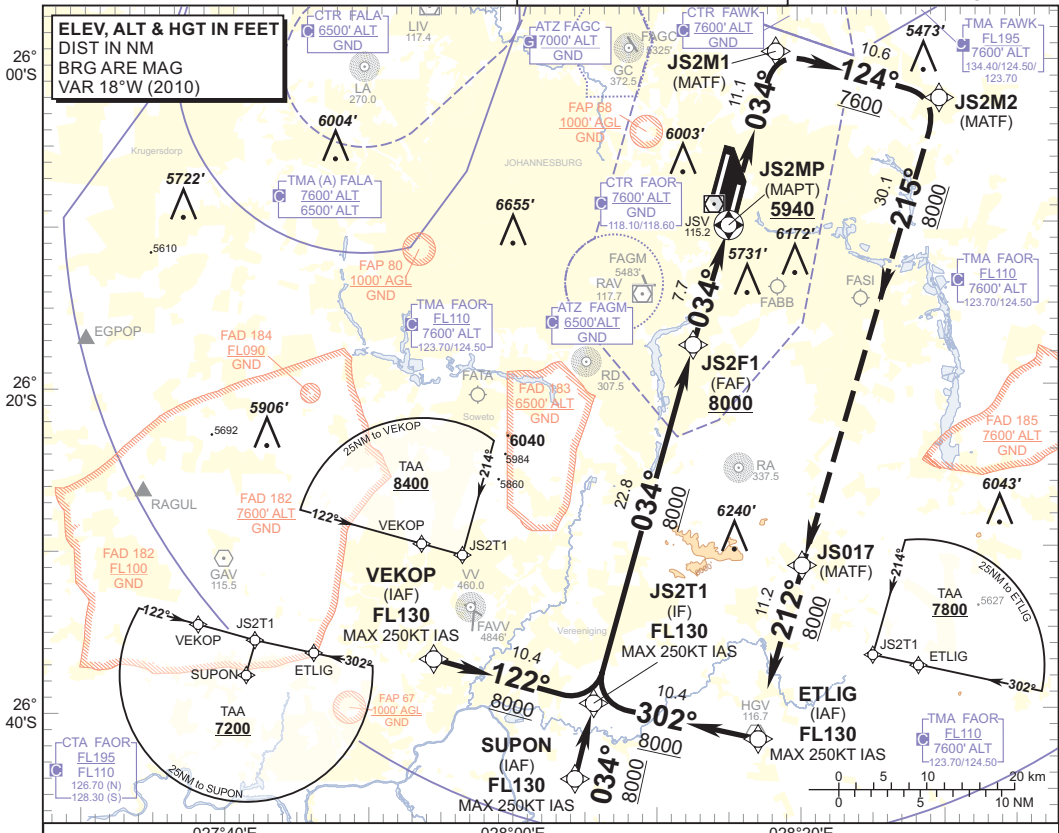 ELEV, ALT & HGT IN FEET
DIST IN NM
BRG ARE MAG
VAR 18°W (2010)
26°
00'S
CTR FALA
C
6500' ALT
GND
LIV
117.4
LA
270.0
ATZ FAGC
G
7000' ALT
GND
FAGC
5325'
GC
372.5
CTR FAWK
C
7600' ALT
GND
10.6
5473'
TMA FAWK
C
FL195
7600' ALT
134.40/124.50/
123.70
JS2M1
(MATF)
11.1
034°
124°
7600
JS2M2
(MATF)
FAP 68
1000' AGL
GND
6004'
6003'
Krugersdorp
JOHANNESBURG
5722'
5610
TMA (A) FALA
C
7600' ALT
6500' ALT
6655'
CTR FAOR
C
7600' ALT
GND
118.10/118.60
JSV
115.2
JS2MP
(MAPT)
5940
30.1
215°
8000
6172'
5731'
FAP 80
1000' AGL
GND
FAGM
5483'
RAV
117.7
7.7
034°
FABB
FASI
TMA FAOR
C
FL110
7600' ALT
123.70/124.50
EGPOP
TMA FAOR
C
FL110
7600' ALT
123.70/124.50
ATZ FAGM
C
6500'ALT
GND
FAD 184
FL090
GND
RD
307.5
JS2F1
(FAF)
8000
26°
20'S
FATA
Soweto
FAD 183
6500' ALT
GND
5906'
5692
25NM to VEKOP
TAA
8400
214°
122°
VEKOP
JS2T1
6040
5984
5860
FAD 185
7600' ALT
GND
RA
337.5
RAGUL
FAD 182
7600' ALT
GND
22.8
034°
8000
6240'
6043'
FAD 182
FL100
GND
GAV
115.5
VEKOP
(IAF)
FL130
MAX 250KT IAS
VV
460.0
FAVV
4846'
JS2T1
(IF)
FL130
MAX 250KT IAS
JS017
(MATF)
11.2
212°
8000
214°
25NM to ETLIG
TAA
7800
5627
JS2T1
ETLIG
302°
122°
VEKOP
JS2T1
SUPON
ETLIG
302°
TAA
7200
25NM to SUPON
Vereeniging
10.4
122°
8000
10.4
302°
8000
26°
40'S
FAP 67
1000' AGL
GND
HGV
116.7
ETLIG
(IAF)
FL130
MAX 250KT IAS
SUPON
(IAF)
FL130
MAX 250KT IAS
034°
8000
CTA FAOR
C
FL195
FL110
126.70 (N)
128.30 (S)
TMA FAOR
C
FL110
7600' ALT
123.70/124.50
0 10 20 km
0 5 10 NM
027°40'E
028°00'E
028°20'E